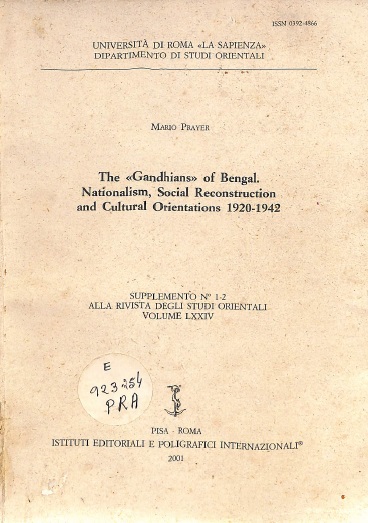 ISSN 0392-4866
UNIVERSITÀ DI ROMA «LA SAPIENZA»
DIPARTIMENTO DI STUDI ORIENTALI
MARIO PRAYER
The «Gandhians» of Bengal.
Nationalism, Social Reconstruction
and Cultural Orientations 1920-1942
SUPPLEMENTO Nº 1-2
ALLA RIVISTA DEGLI STUDI ORIENTALI
VOLUME LXXIV
E
923.254
PRA
PISA - ROMA
ISTITUTI EDITORIALI E POLIGRAFICI INTERNAZIONALI®
2001